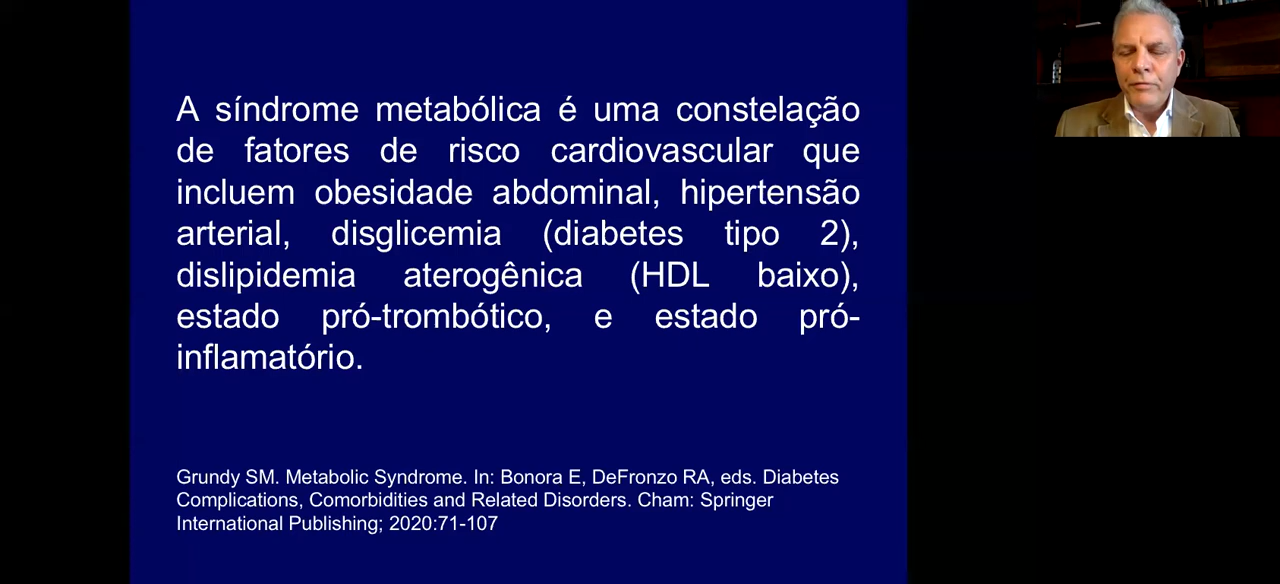 A síndrome metabólica é uma constelação
de fatores de risco cardiovascular que
incluem obesidade abdominal, hipertensão
arterial, disglicemia (diabetes tipo 2),
dislipidemia aterogênica (HDL baixo),
estado pró-trombótico, e estado pró-
inflamatório.
Grundy SM. Metabolic Syndrome. In: Bonora E, DeFronzo RA, eds. Diabetes
Complications, Comorbidities and Related Disorders. Cham: Springer
International Publishing; 2020:71-107